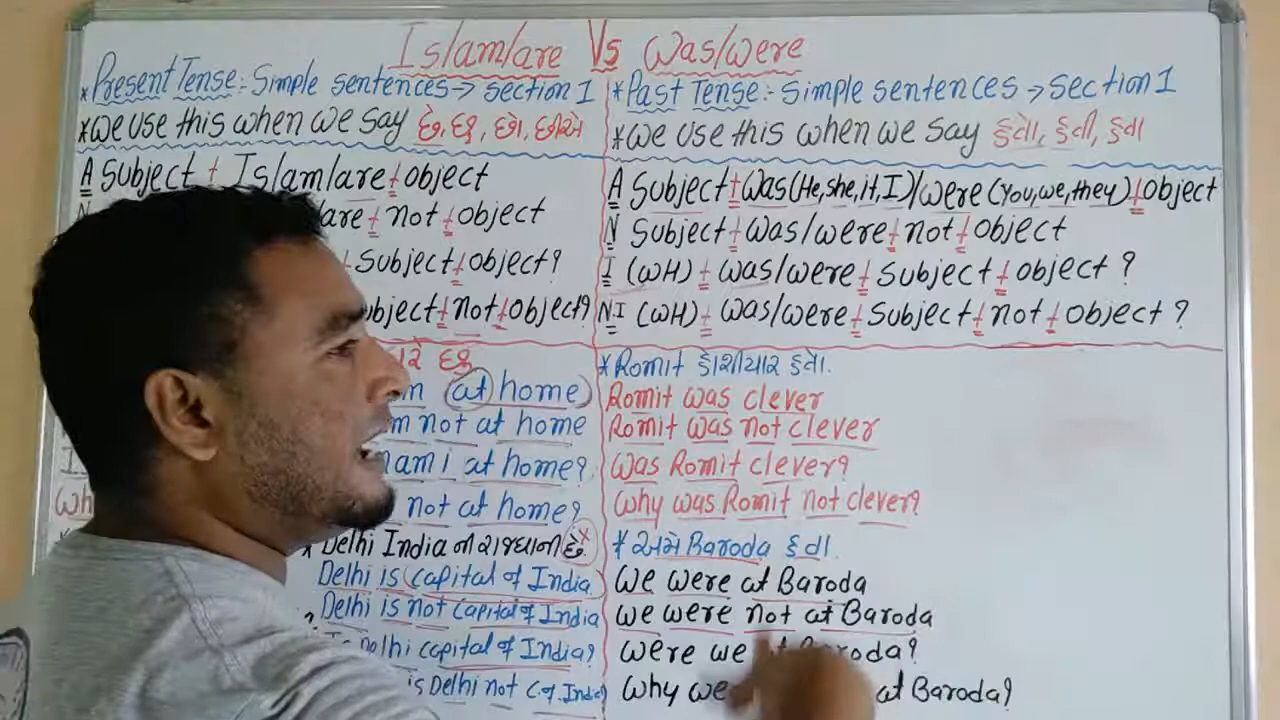 Is/am/are Vs Was/were
*Present Tense:- Simple sentences → section 1
*We use this when we say છે, છું, છો, છીએ
A Subject + Is/am/are + object
are + not + object
+ Subject + object?
ubject + not + object?
છું
m (at home)
m not at home
am i at home?
not at home?
* Delhi India ની રાજધાની છે. x
Delhi is capital of India
Delhi is not capital of India
Delhi capital of India?
is Delhi not C.of. India
*Past Tense:- Simple sentences → Section 1
*We use this when we say હતો, હતી, હતા
A Subject + was (He, she, it, I) / were (You, we, they) + object
N Subject + was/were + not + object
I (WH) + was/were + subject + object ?
NI (WH) + was/were + Subject + not + object ?
* Romit હોશીયાર હતો.
Romit was clever
Romit was not clever
Was Romit clever?
Why was Romit not clever?
* અમે Baroda હતા.
We were at Baroda
We were not at Baroda
Were we
Why we
at Baroda?